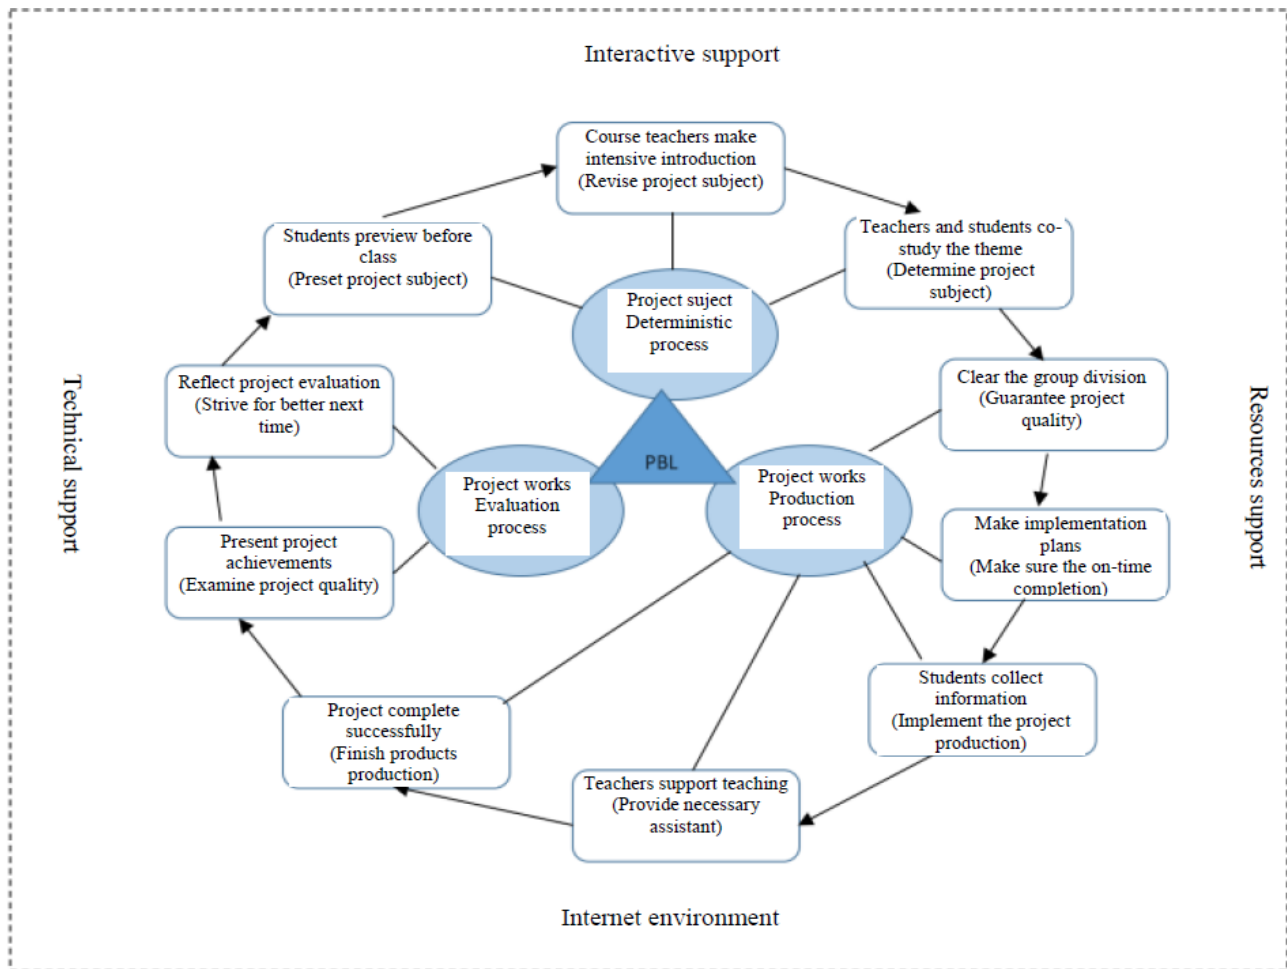 Interactive support
Course teachers make
intensive introduction
(Revise project subject)
Students preview before
class
(Preset project subject)
Teachers and students co-
study the theme
(Determine project
subject)
Project suject
Deterministic
process
Reflect project evaluation
(Strive for better next
time)
Clear the group division
(Guarantee project
quality)
Technical support
Resources support
PBL
Project works
Evaluation
process
Project works
Production
process
Present project
achievements
(Examine project quality)
Make implementation
plans
(Make sure the on-time
completion)
Students collect
information
(Implement the project
production)
Project complete
successfully
(Finish products
production)
Teachers support teaching
(Provide necessary
assistant)
Internet environment